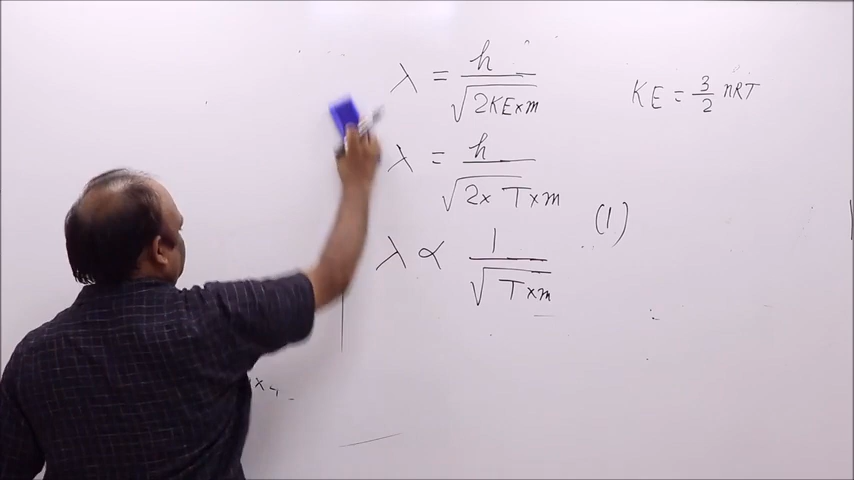 λ = h / √(2KE×m)
KE = 3/2 nRT
λ = h / √(2× T×m)
λ ∝ 1 / √(T×m)
(1)